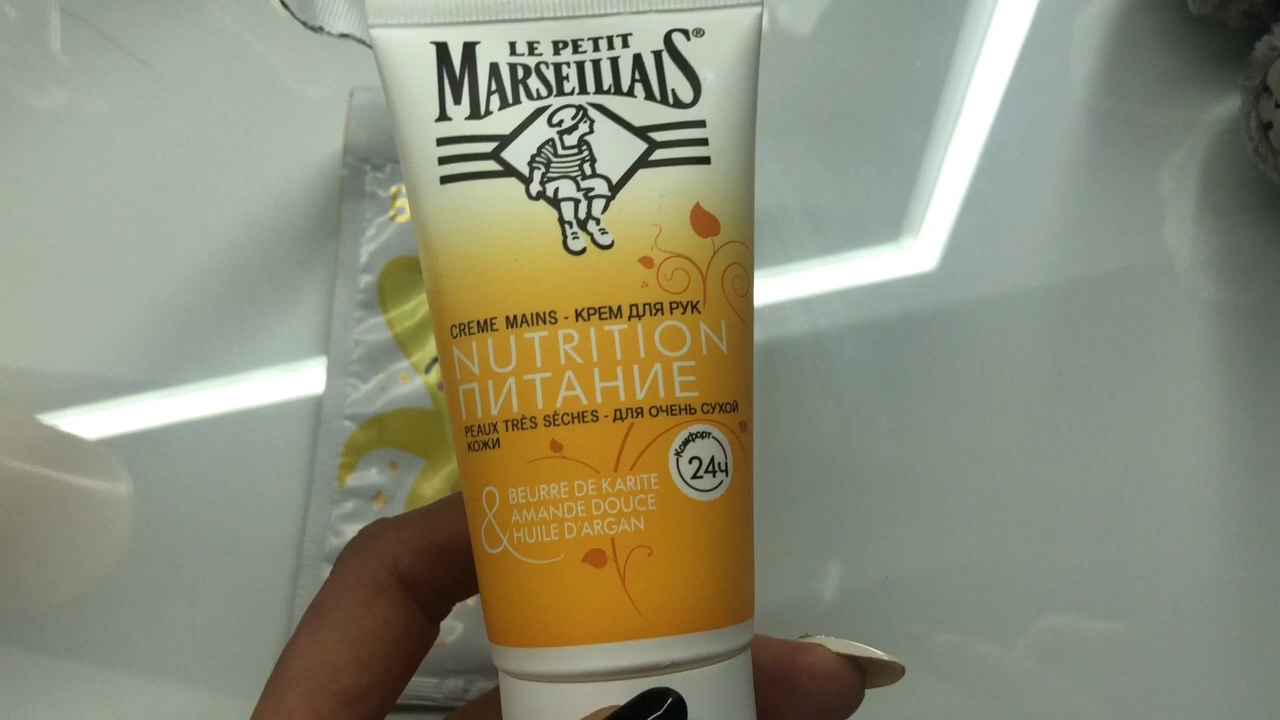 LE PETIT
MARSEILLAIS®
CREME MAINS - КРЕМ ДЛЯ РУК
NUTRITION
ПИТАНИЕ
PEAUX TRÈS SÈCHES - ДЛЯ ОЧЕНЬ СУХОЙ
КОЖИ
Комфорт
24ч
& BEURRE DE KARITE
AMANDE DOUCE
HUILE D'ARGAN